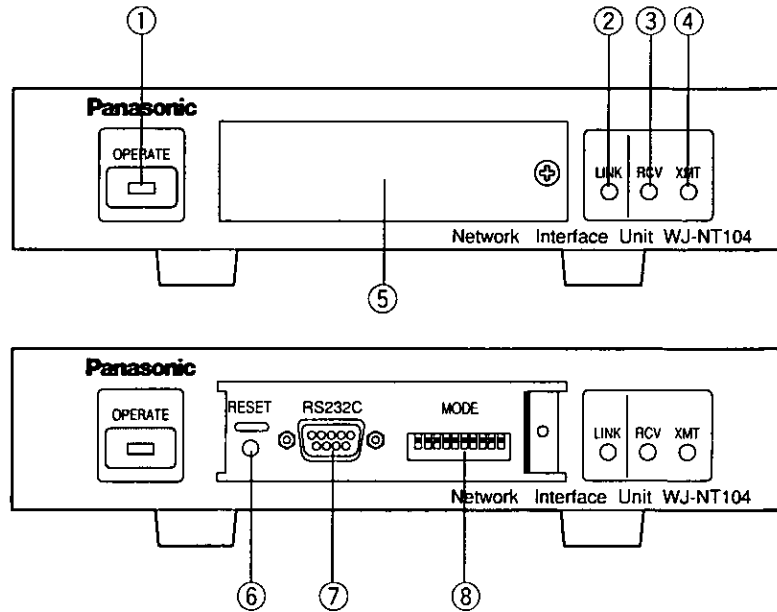 ① ② ③ ④
Panasonic
OPERATE
LINK RCV XMT
Network Interface Unit WJ-NT104
⑤
Panasonic
OPERATE
RESET RS232C MODE
LINK RCV XMT
Network Interface Unit WJ-NT104
⑥ ⑦ ⑧